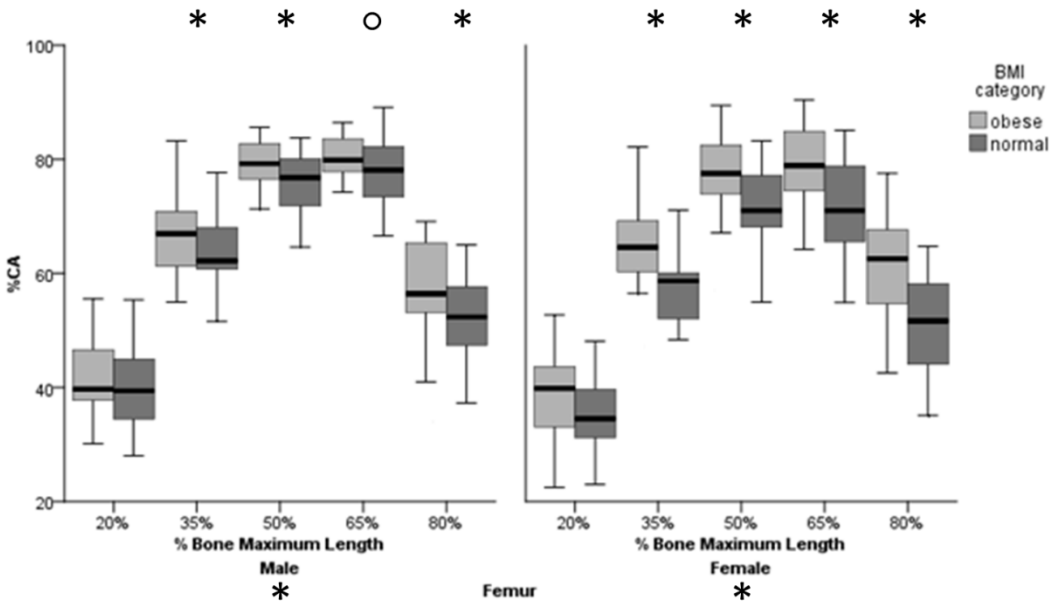 * * ○ * * * * *
100
80
60
40
20
%CA
BMI
category
obese
normal
20% 35% 50% 65% 80% 20% 35% 50% 65% 80%
% Bone Maximum Length % Bone Maximum Length
Male Female
* Femur *